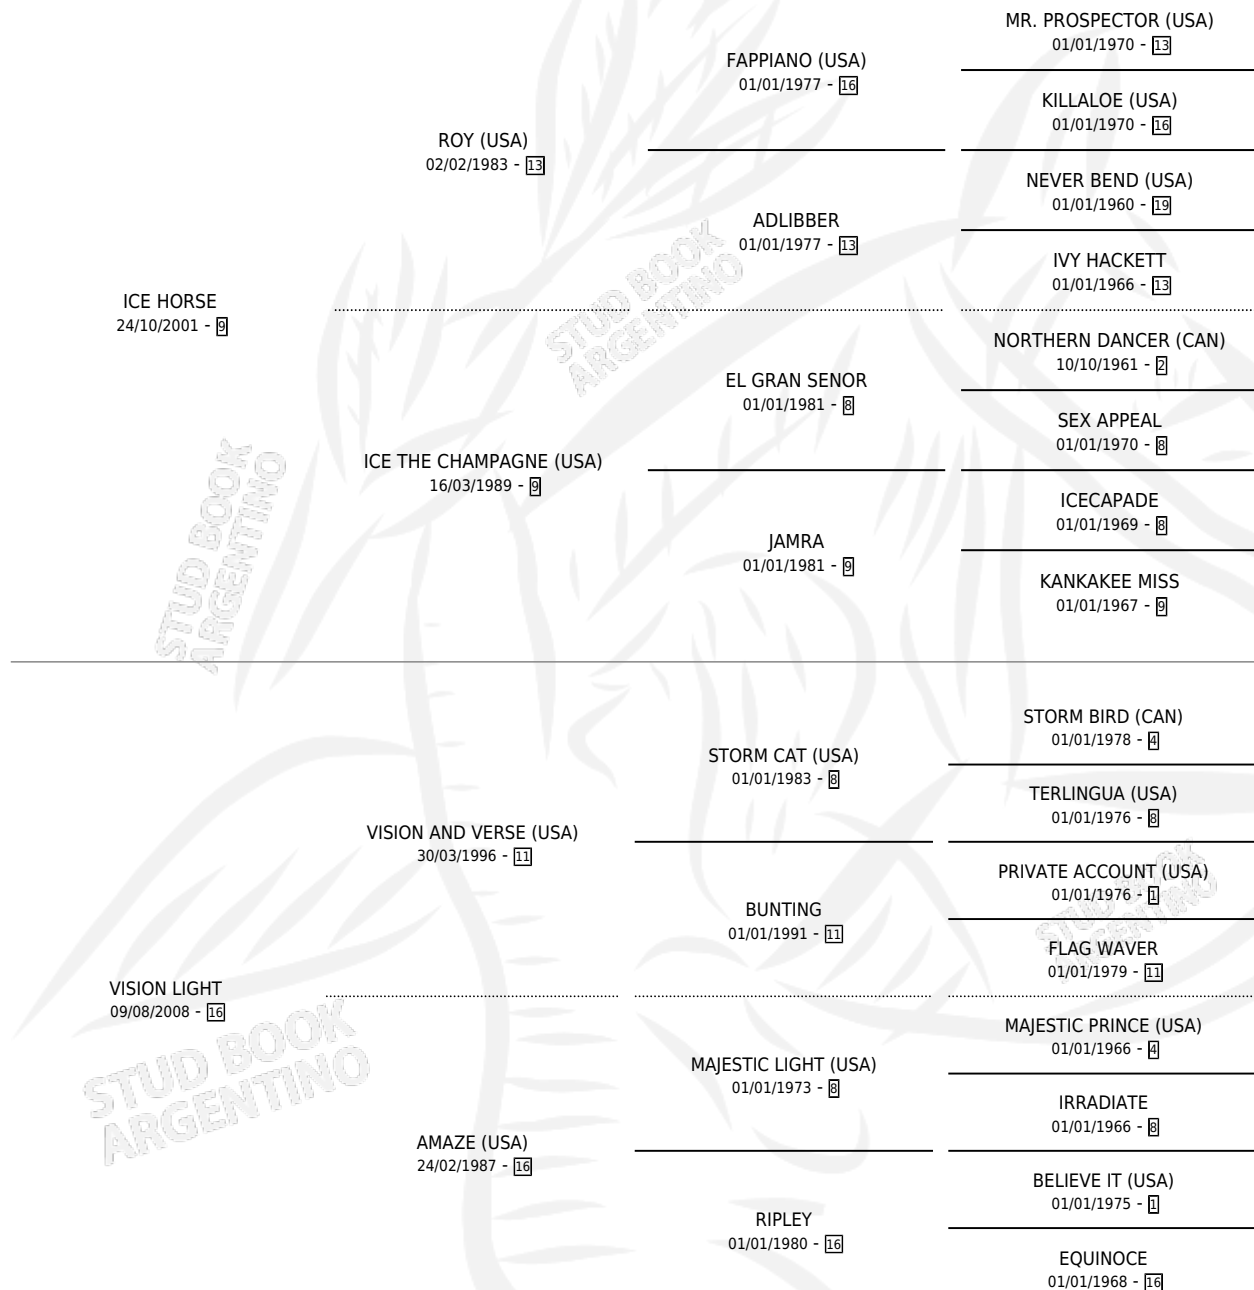 MR. PROSPECTOR (USA)
01/01/1970 - 13
FAPPIANO (USA)
01/01/1977 - 16
KILLALOE (USA)
01/01/1970 - 16
ROY (USA)
02/02/1983 - 13
NEVER BEND (USA)
01/01/1960 - 19
ADLIBBER
01/01/1977 - 13
IVY HACKETT
01/01/1966 - 13
ICE HORSE
24/10/2001 - 9
NORTHERN DANCER (CAN)
10/10/1961 - 2
EL GRAN SENOR
01/01/1981 - 8
SEX APPEAL
01/01/1970 - 8
ICE THE CHAMPAGNE (USA)
16/03/1989 - 9
ICECAPADE
01/01/1969 - 8
JAMRA
01/01/1981 - 9
KANKAKEE MISS
01/01/1967 - 9
STUD BOOK
ARGENTINO
STUD BOOK
ARGENTINO
STORM BIRD (CAN)
01/01/1978 - 4
STORM CAT (USA)
01/01/1983 - 8
TERLINGUA (USA)
01/01/1976 - 8
VISION AND VERSE (USA)
30/03/1996 - 11
PRIVATE ACCOUNT (USA)
01/01/1976 - 1
BUNTING
01/01/1991 - 11
FLAG WAVER
01/01/1979 - 11
VISION LIGHT
09/08/2008 - 16
MAJESTIC PRINCE (USA)
01/01/1966 - 4
MAJESTIC LIGHT (USA)
01/01/1973 - 8
IRRADIATE
01/01/1966 - 8
AMAZE (USA)
24/02/1987 - 16
BELIEVE IT (USA)
01/01/1975 - 1
RIPLEY
01/01/1980 - 16
EQUINOCE
01/01/1968 - 16
STUD BOOK
ARGENTINO
STUD BOOK
ARGENTINO